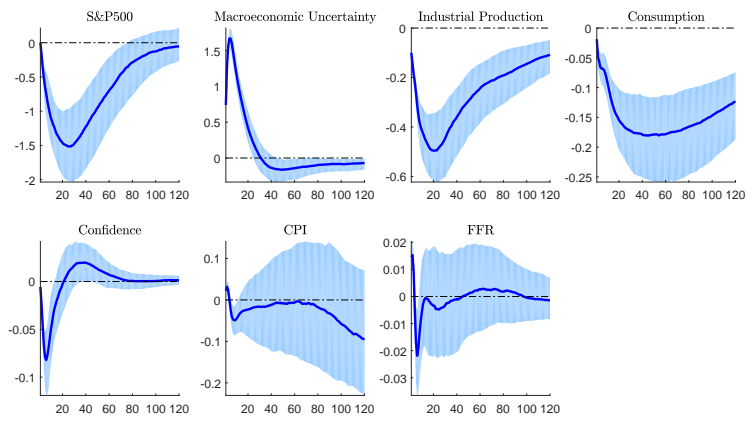 S&P500
0
-0.5
-1
-1.5
-2
20 40 60 80 100 120
Macroeconomic Uncertainty
1.5
1
0.5
0
20 40 60 80 100 120
Industrial Production
0
-0.2
-0.4
-0.6
20 40 60 80 100 120
Consumption
0
-0.05
-0.1
-0.15
-0.2
-0.25
20 40 60 80 100 120
Confidence
0
-0.05
-0.1
20 40 60 80 100 120
CPI
0.1
0
-0.1
-0.2
20 40 60 80 100 120
FFR
0.02
0.01
0
-0.01
-0.02
-0.03
20 40 60 80 100 120